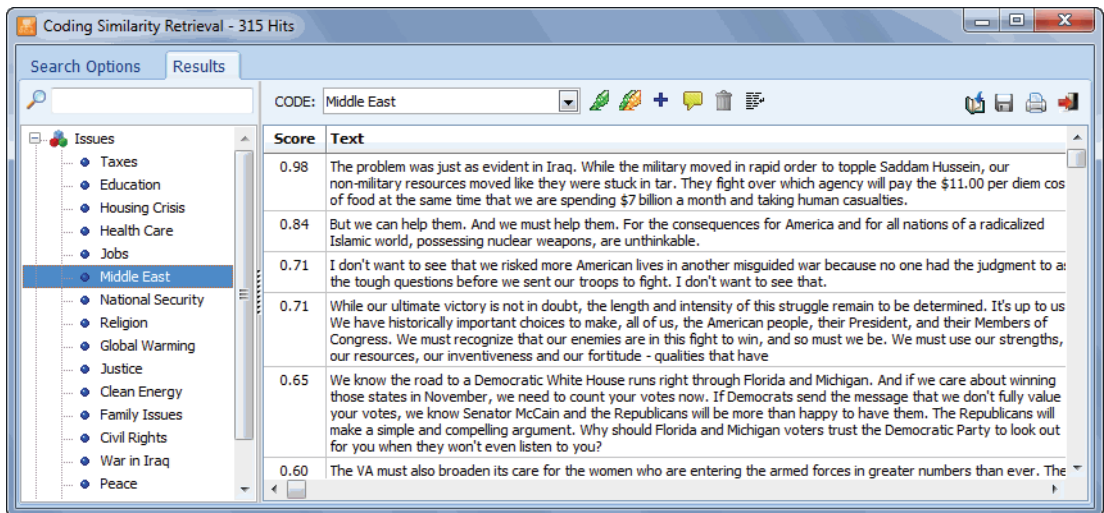 Coding Similarity Retrieval - 315 Hits
Search Options
Results
CODE: Middle East
Issues
Taxes
Education
Housing Crisis
Health Care
Jobs
Middle East
National Security
Religion
Global Warming
Justice
Clean Energy
Family Issues
Civil Rights
War in Iraq
Peace
Score Text
0.98 The problem was just as evident in Iraq. While the military moved in rapid order to topple Saddam Hussein, our
non-military resources moved like they were stuck in tar. They fight over which agency will pay the $11.00 per diem cos
of food at the same time that we are spending $7 billion a month and taking human casualties.
0.84 But we can help them. And we must help them. For the consequences for America and for all nations of a radicalized
Islamic world, possessing nuclear weapons, are unthinkable.
0.71 I don't want to see that we risked more American lives in another misguided war because no one had the judgment to as
the tough questions before we sent our troops to fight. I don't want to see that.
0.71 While our ultimate victory is not in doubt, the length and intensity of this struggle remain to be determined. It's up to us
We have historically important choices to make, all of us, the American people, their President, and their Members of
Congress. We must recognize that our enemies are in this fight to win, and so must we be. We must use our strengths,
our resources, our inventiveness and our fortitude - qualities that have
0.65 We know the road to a Democratic White House runs right through Florida and Michigan. And if we care about winning
those states in November, we need to count your votes now. If Democrats send the message that we don't fully value
your votes, we know Senator McCain and the Republicans will be more than happy to have them. The Republicans will
make a simple and compelling argument. Why should Florida and Michigan voters trust the Democratic Party to look out
for you when they won't even listen to you?
0.60 The VA must also broaden its care for the women who are entering the armed forces in greater numbers than ever. The